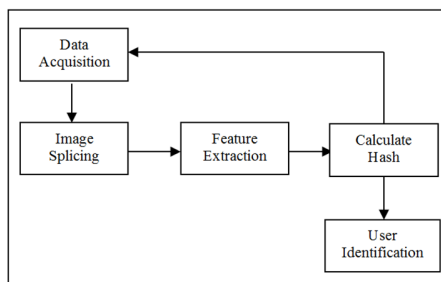 Data
Acquisition
Image
Splicing
Feature
Extraction
Calculate
Hash
User
Identification